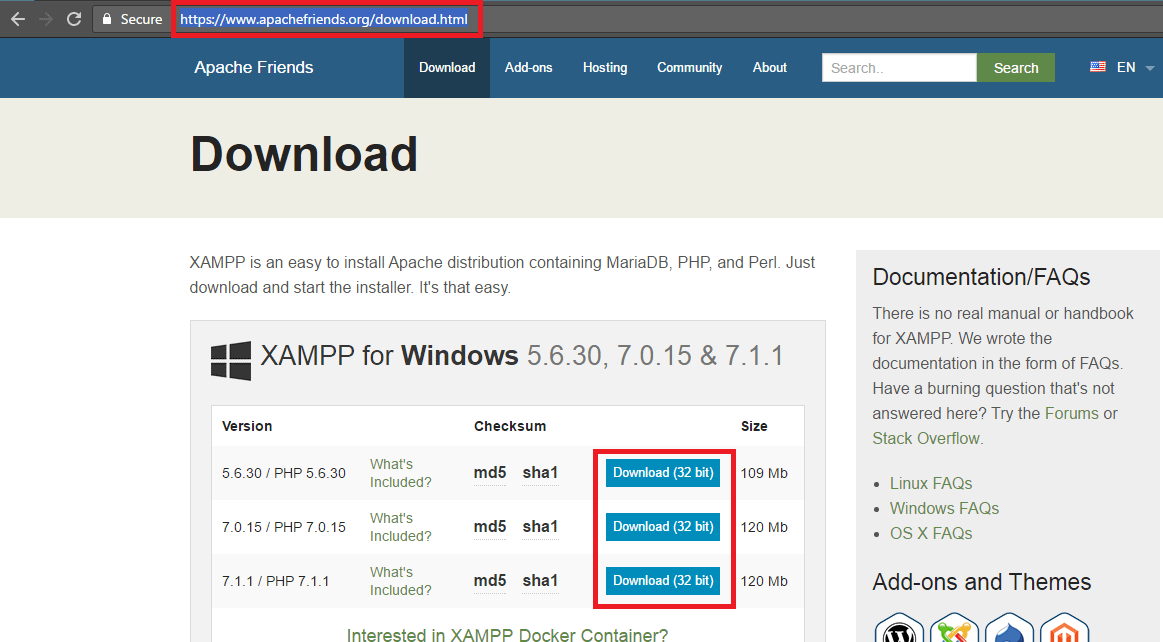 Secure https://www.apachefriends.org/download.html
Apache Friends Download Add-ons Hosting Community About Search.. Search EN
Download
XAMPP is an easy to install Apache distribution containing MariaDB, PHP, and Perl. Just
download and start the installer. It's that easy.
XAMPP for Windows 5.6.30, 7.0.15 & 7.1.1
Version Checksum Size
5.6.30 / PHP 5.6.30 What's
Included? md5 sha1 Download (32 bit) 109 Mb
7.0.15 / PHP 7.0.15 What's
Included? md5 sha1 Download (32 bit) 120 Mb
7.1.1 / PHP 7.1.1 What's
Included? md5 sha1 Download (32 bit) 120 Mb
Interested in XAMPP Docker Container?
Documentation/FAQs
There is no real manual or handbook
for XAMPP. We wrote the
documentation in the form of FAQs.
Have a burning question that's not
answered here? Try the Forums or
Stack Overflow.
Linux FAQs
Windows FAQs
OS X FAQs
Add-ons and Themes